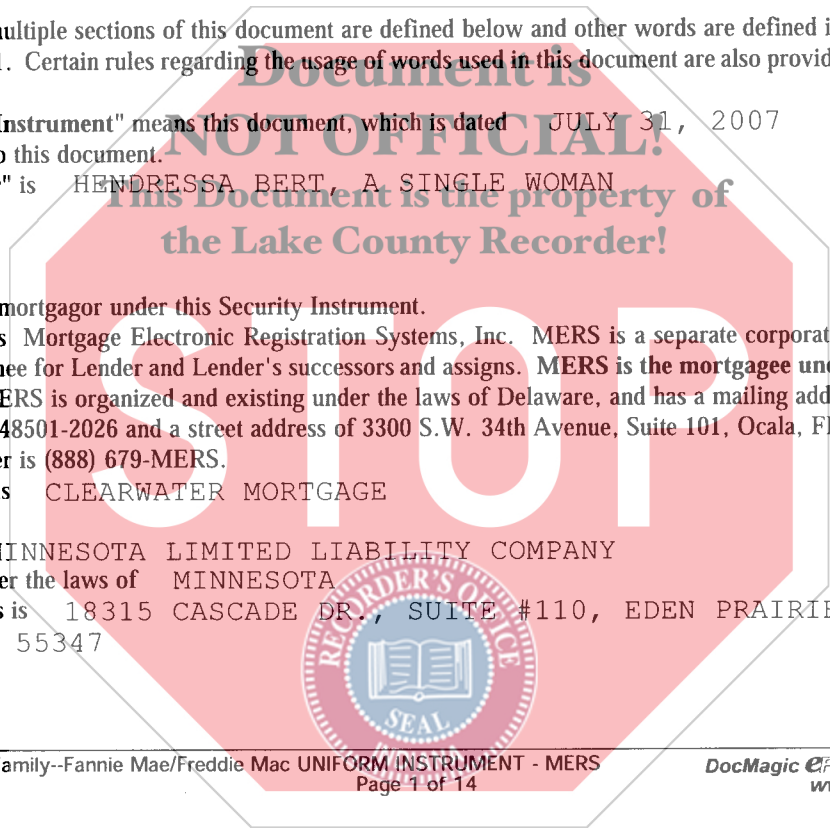 ultiple sections of this document are defined below and other words are defined i
. Certain rules regarding the usage of words used in this document are also provid
Document is
Instrument" means this document, which is dated JULY 31, 2007
NOT OFFICIAL!
this document.
" is HENDRESSA BERT, A SINGLE WOMAN
This Document is the property of
the Lake County Recorder!
mortgagor under this Security Instrument.
s Mortgage Electronic Registration Systems, Inc. MERS is a separate corporat
ee for Lender and Lender's successors and assigns. MERS is the mortgagee und
ERS is organized and existing under the laws of Delaware, and has a mailing add
48501-2026 and a street address of 3300 S.W. 34th Avenue, Suite 101, Ocala, FL
STOP
er is (888) 679-MERS.
s CLEARWATER MORTGAGE
MINNESOTA LIMITED LIABILITY COMPANY
er the laws of MINNESOTA
s is 18315 CASCADE DR., SUITE #110, EDEN PRAIRIE
55347
RECORDER'S OFFICE
SEAL
INDIANA
amily--Fannie Mae/Freddie Mac UNIFORM INSTRUMENT - MERS
DocMagic
Page 1 of 14